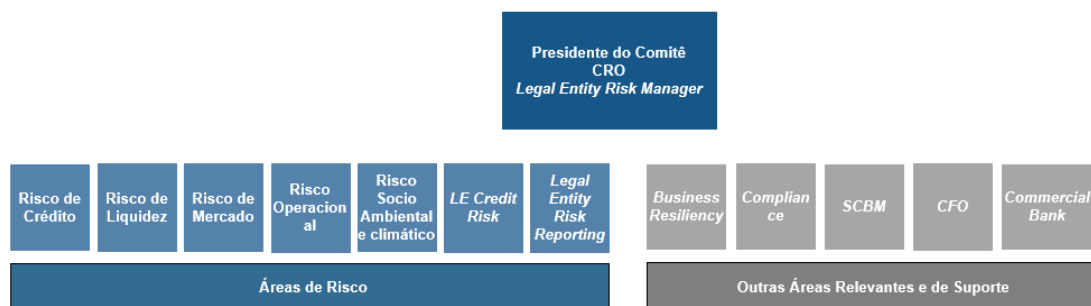 Presidente do Comitê
CRO
Legal Entity Risk Manager
Risco de
Crédito
Risco de
Liquidez
Risco de
Mercado
Risco
Operacion
al
Risco
Socio
Ambiental
e climático
LE Credit
Risk
Legal
Entity
Risk
Reporting
Business
Resiliency
Complian
ce
SCBM
CFO
Commercial
Bank
Áreas de Risco
Outras Áreas Relevantes e de Suporte